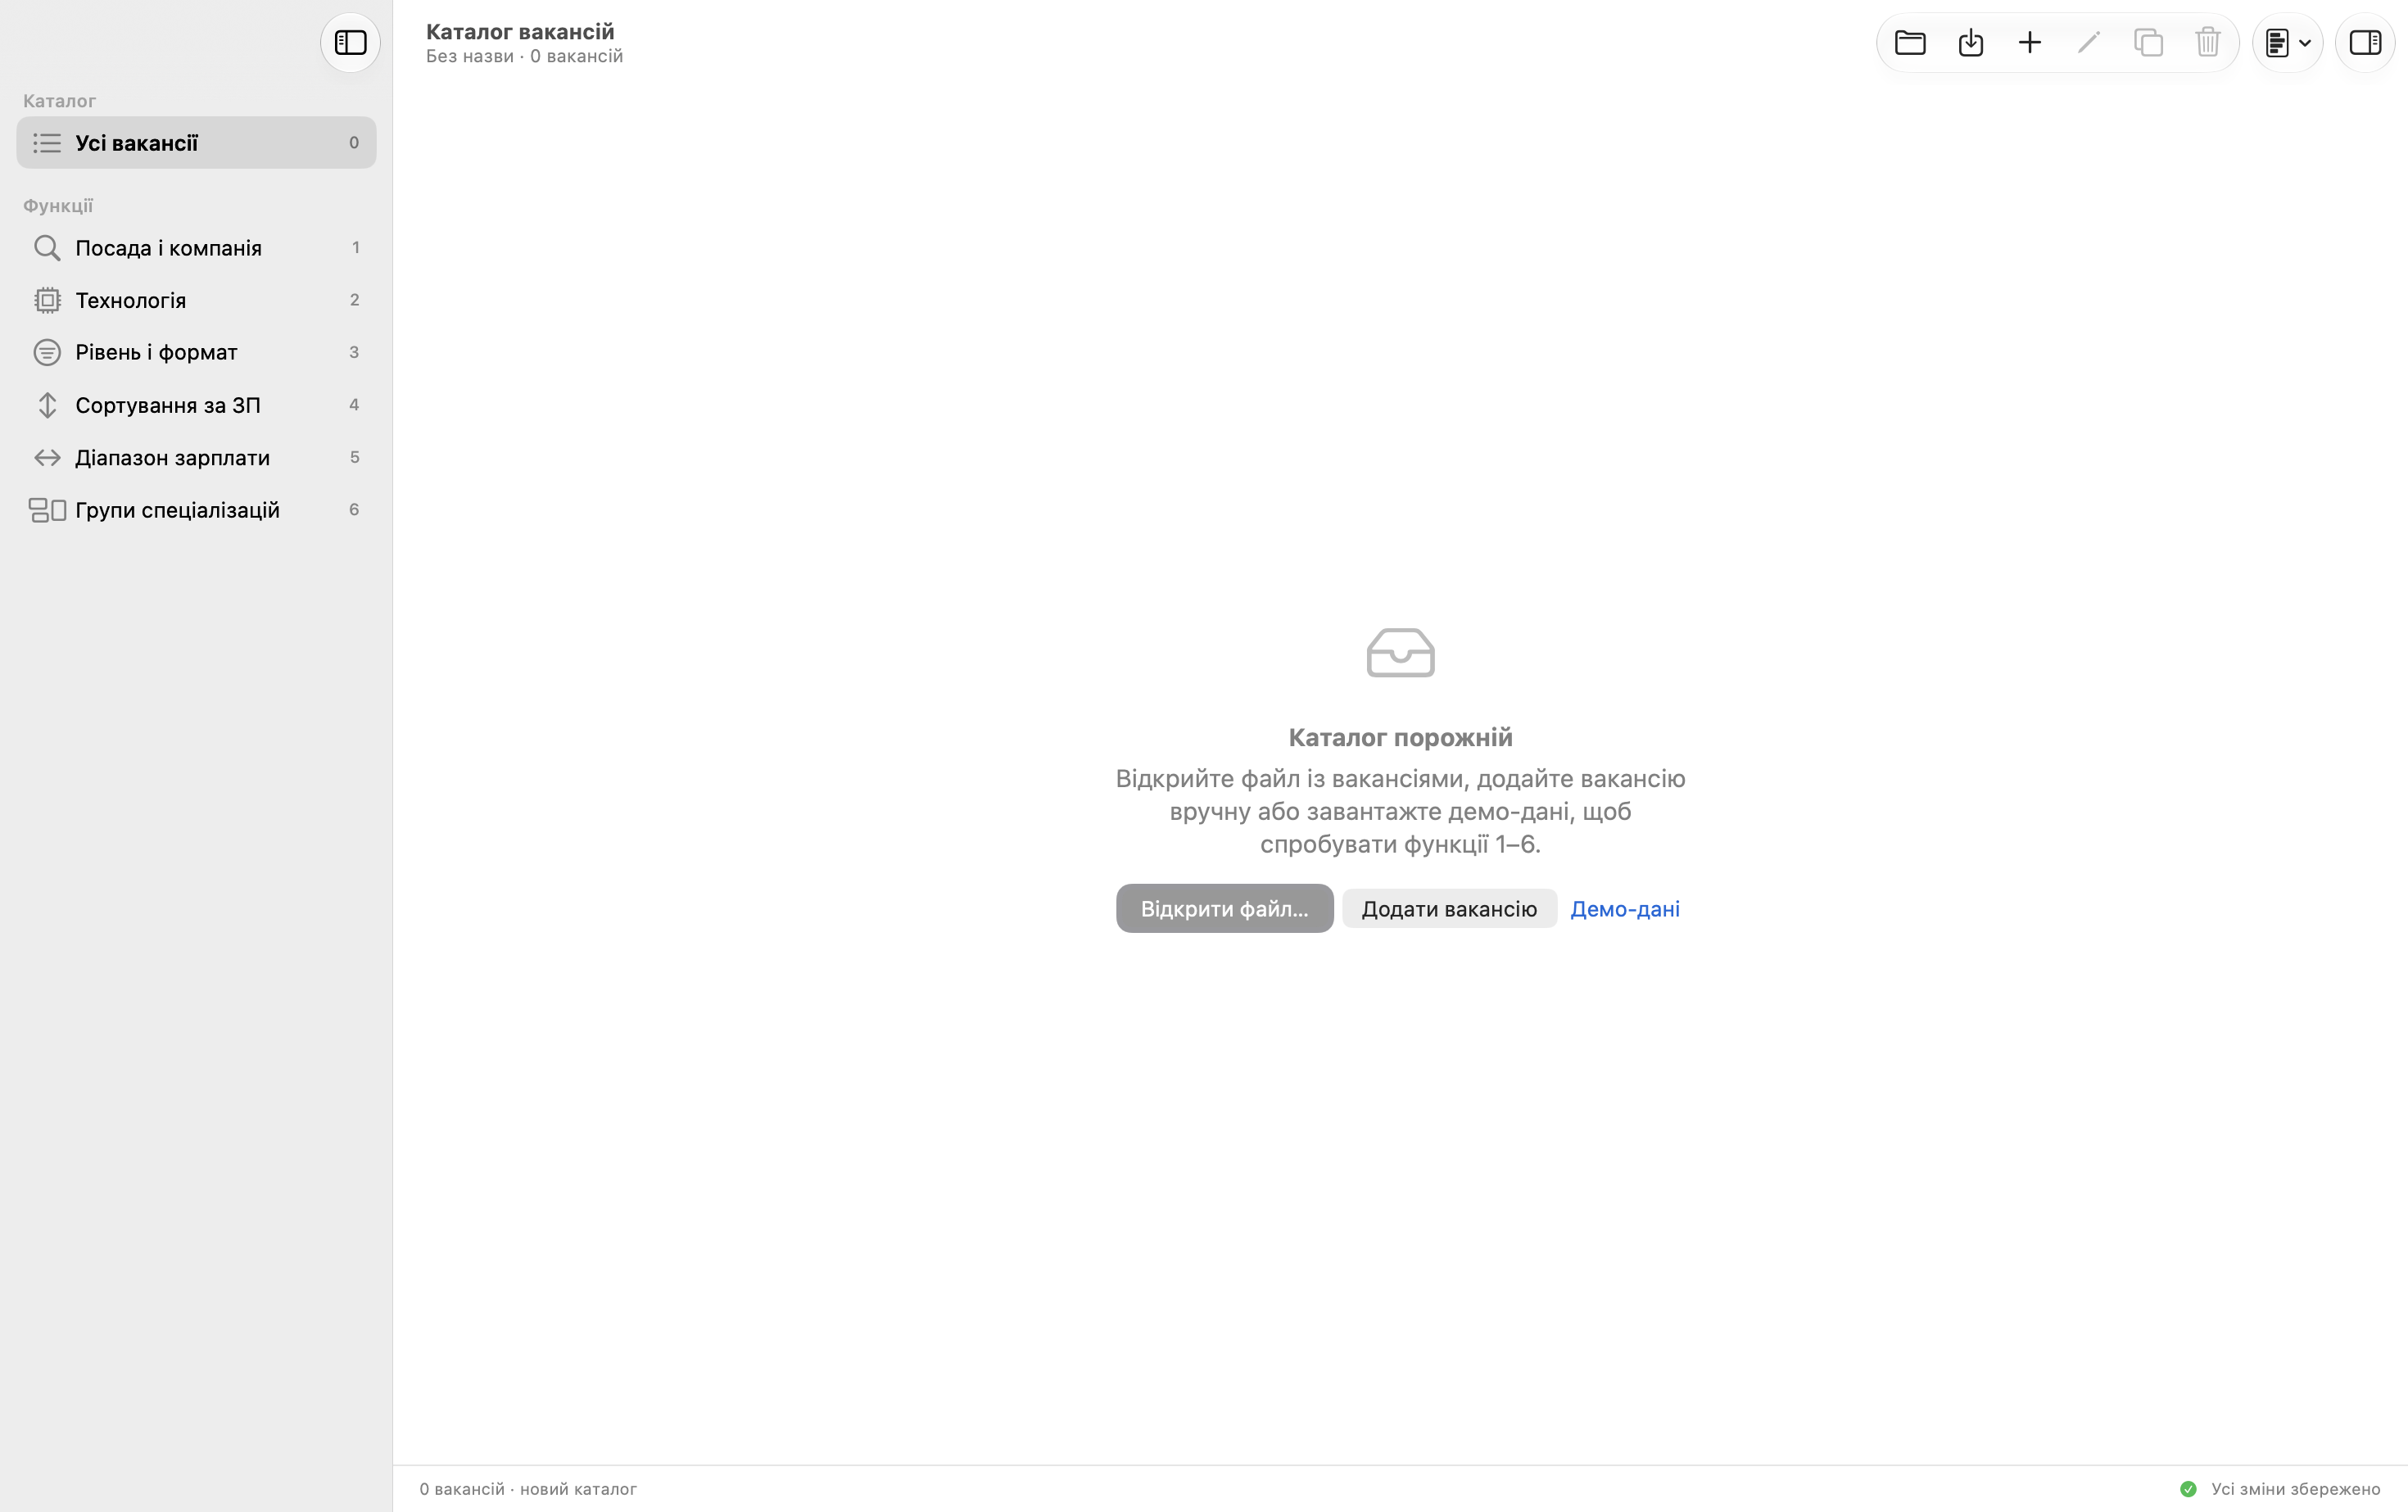 Каталог вакансій
Без назви · 0 вакансій
Каталог
Усі вакансії 0
Функції
Посада і компанія 1
Технологія 2
Рівень і формат 3
Сортування за ЗП 4
Діапазон зарплати 5
Групи спеціалізацій 6
Каталог порожній
Відкрийте файл із вакансіями, додайте вакансію
вручну або завантажте демо-дані, щоб
спробувати функції 1–6.
Відкрити файл... Додати вакансію Демо-дані
0 вакансій · новий каталог Усі зміни збережено